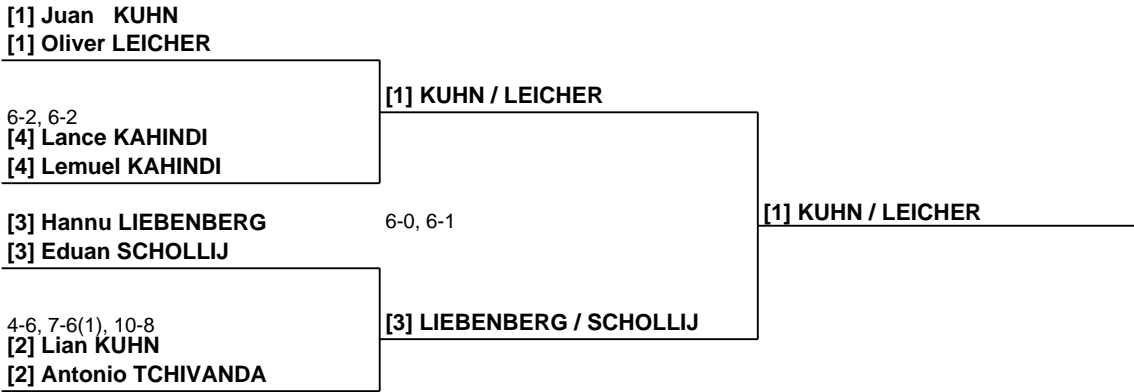 [1] Juan   KUHN
[1] Oliver LEICHER
[1] KUHN / LEICHER
6-2, 6-2
[4] Lance KAHINDI
[4] Lemuel KAHINDI
[1] KUHN / LEICHER
[3] Hannu LIEBENBERG
6-0, 6-1
[3] Eduan SCHOLLIJ
[3] LIEBENBERG / SCHOLLIJ
4-6, 7-6(1), 10-8
[2] Lian KUHN
[2] Antonio TCHIVANDA